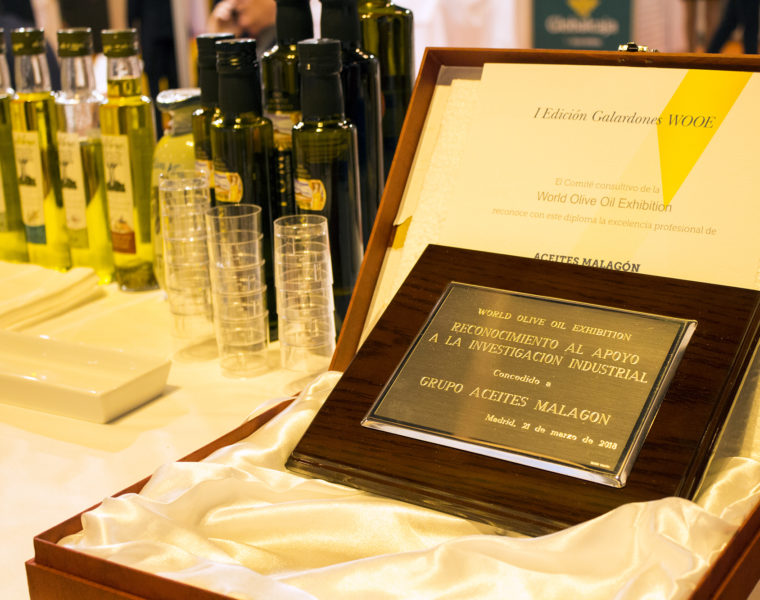 Globalcaja
I Edición Galardones WOOE
El Comité consultivo de la
World Olive Oil Exhibition
reconoce con este diploma la excelencia profesional de
ACEITES MALAGÓN
WORLD OLIVE OIL EXHIBITION
RECONOCIMIENTO AL APOYO
A LA INVESTIGACION INDUSTRIAL
Concedido a
GRUPO ACEITES MALAGON
Madrid, 21 de marzo de 2018